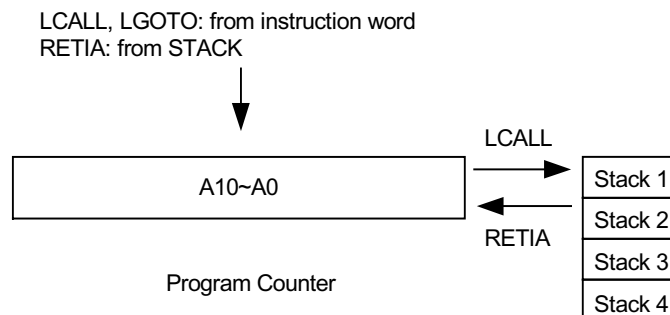 LCALL, LGOTO: from instruction word
RETIA: from STACK
LCALL
A10~A0
RETIA
Stack 1
Stack 2
Stack 3
Stack 4
Program Counter